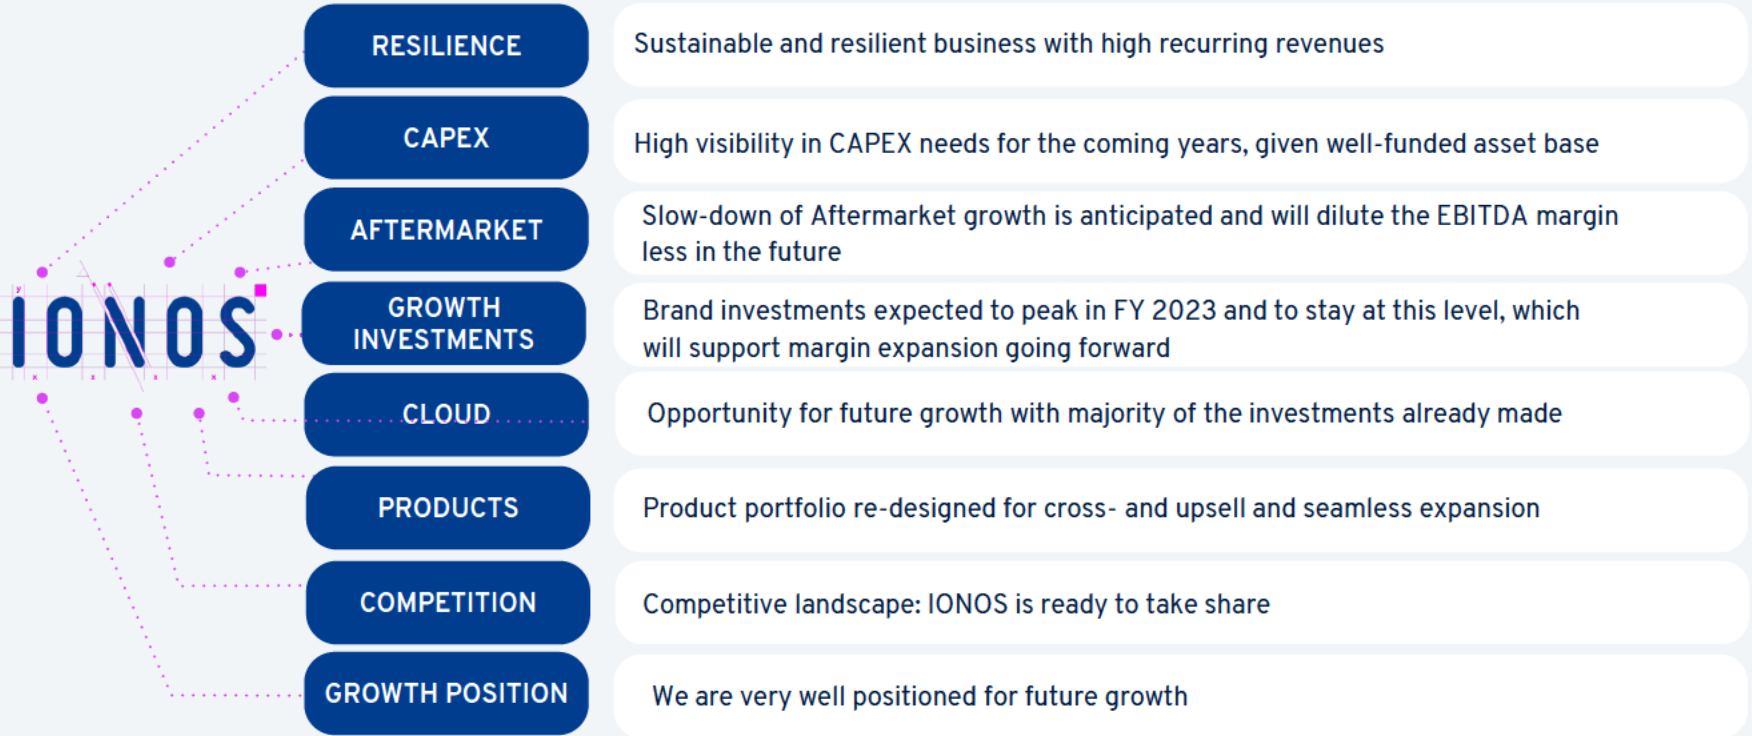 RESILIENCE
Sustainable and resilient business with high recurring revenues
CAPEX
High visibility in CAPEX needs for the coming years, given well-funded asset base
AFTERMARKET
Slow-down of Aftermarket growth is anticipated and will dilute the EBITDA margin
less in the future
IONOS
GROWTH
INVESTMENTS
Brand investments expected to peak in FY 2023 and to stay at this level, which
will support margin expansion going forward
CLOUD
Opportunity for future growth with majority of the investments already made
PRODUCTS
Product portfolio re-designed for cross- and upsell and seamless expansion
COMPETITION
Competitive landscape: IONOS is ready to take share
GROWTH POSITION
We are very well positioned for future growth